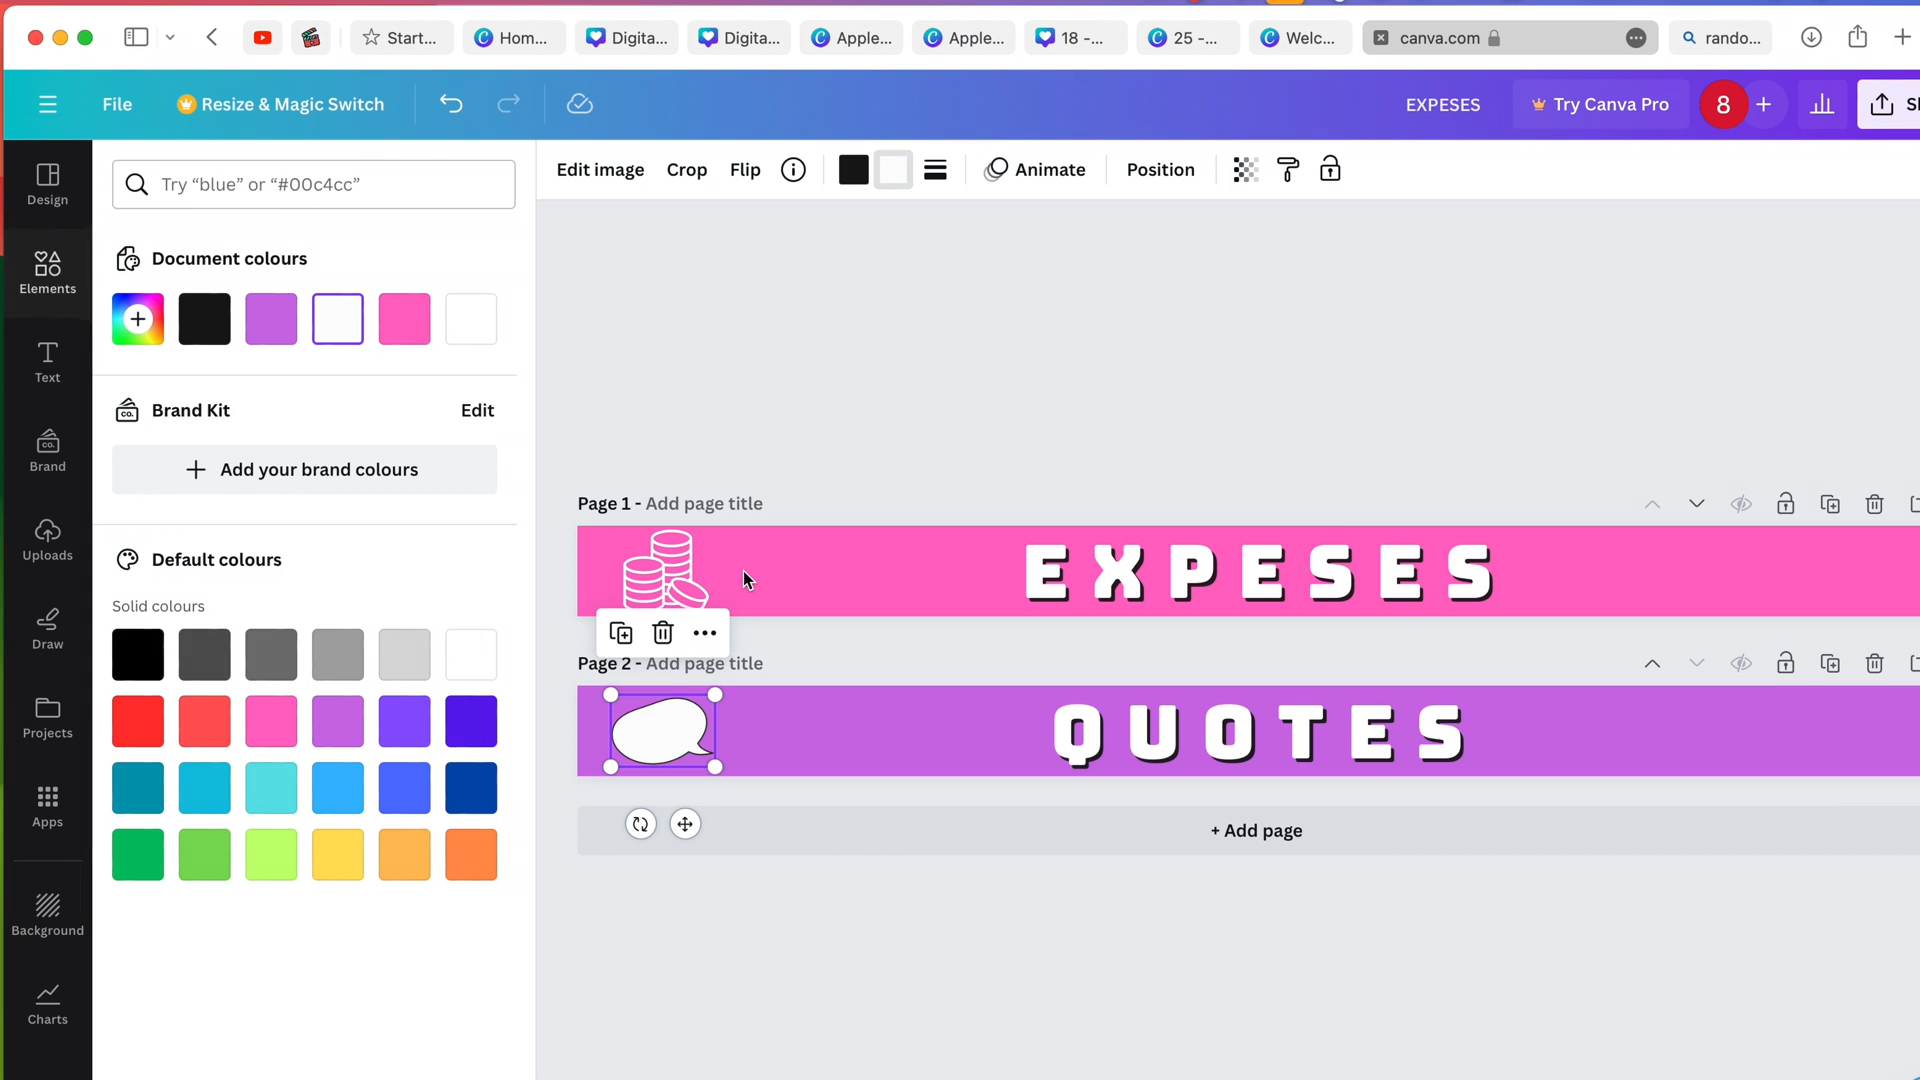 Start...
Hom...
Digita...
Digita...
Apple...
Apple...
18 -...
25 -...
Welc...
canva.com
rando...
File
Resize & Magic Switch
EXPESES
Try Canva Pro
8
Design
Elements
Text
Brand
Uploads
Draw
Projects
Apps
Background
Charts
Try “blue” or “#00c4cc”
Document colours
CO.
Brand Kit
Edit
Add your brand colours
Default colours
Solid colours
Edit image
Crop
Flip
Animate
Position
Page 1 - Add page title
EXPESES
Page 2 - Add page title
QUOTES
+ Add page